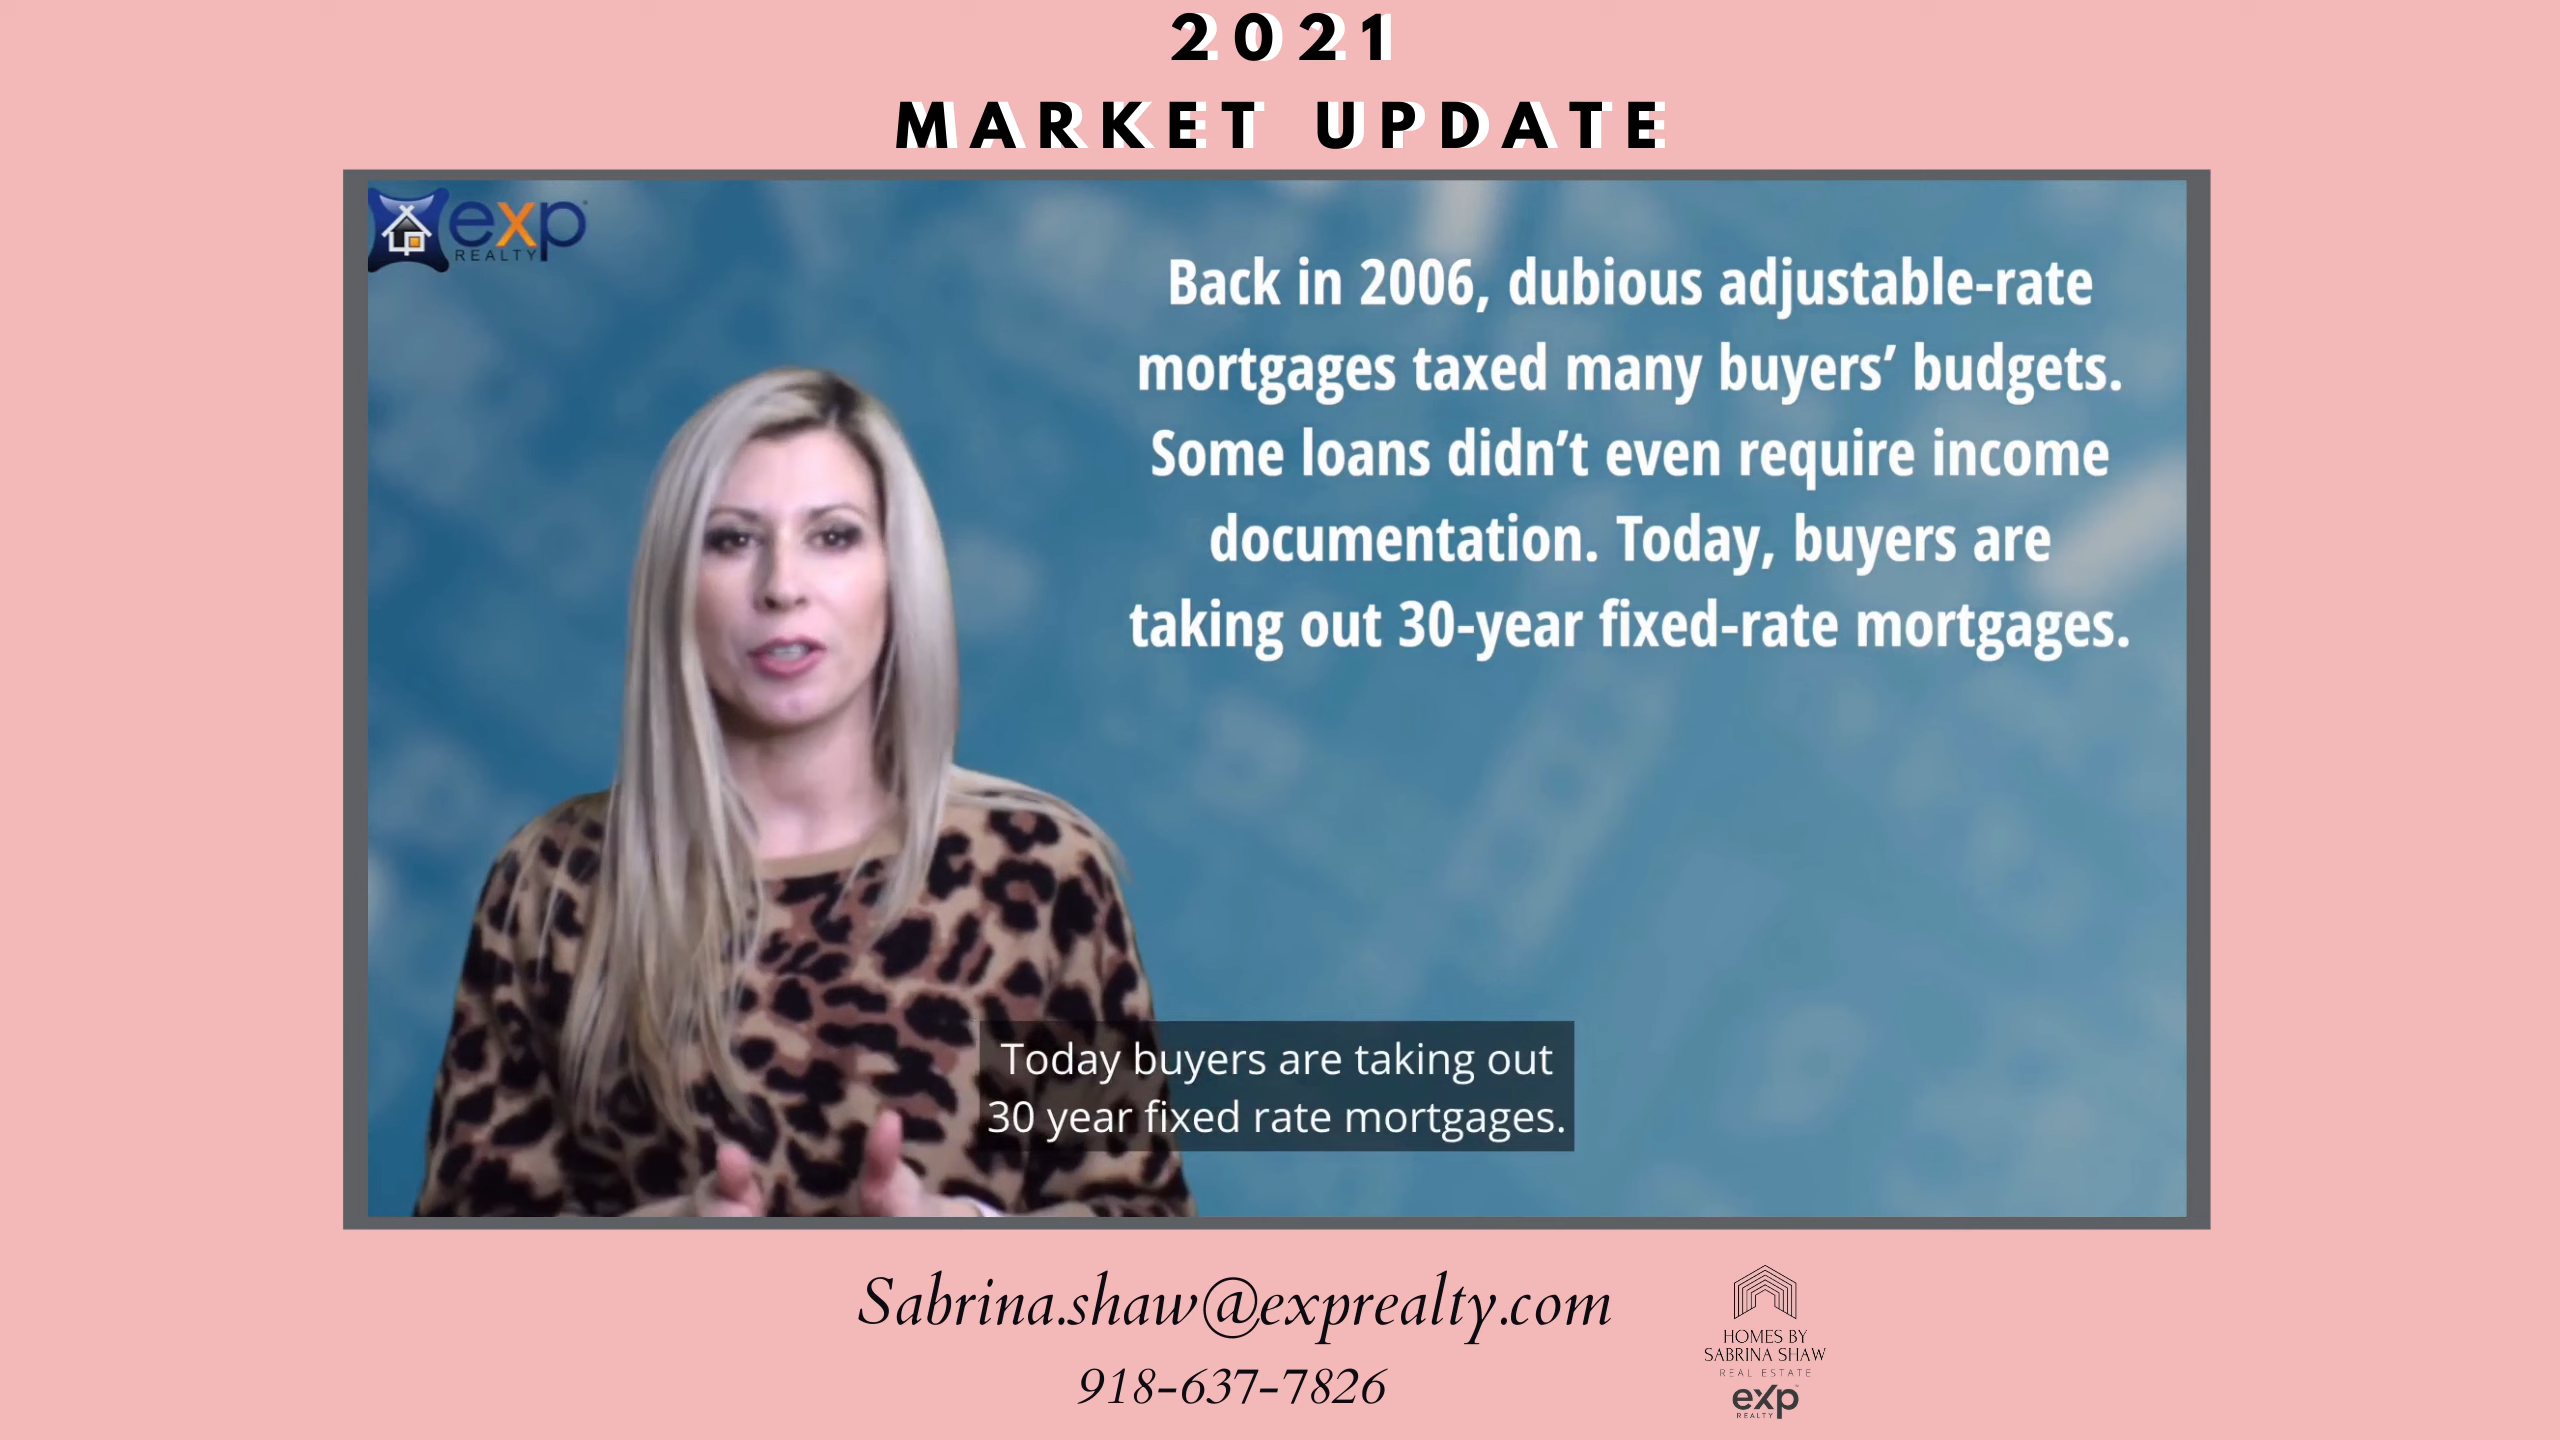 2021
MARKET UPDATE
exp
REALTY
Back in 2006, dubious adjustable-rate
mortgages taxed many buyers’ budgets.
Some loans didn’t even require income
documentation. Today, buyers are
taking out 30-year fixed-rate mortgages.
Today buyers are taking out
30 year fixed rate mortgages.
Sabrina.shaw@exprealty.com
918-637-7826
HOMES BY
SABRINA SHAW
REAL ESTATE
exp
REALTY